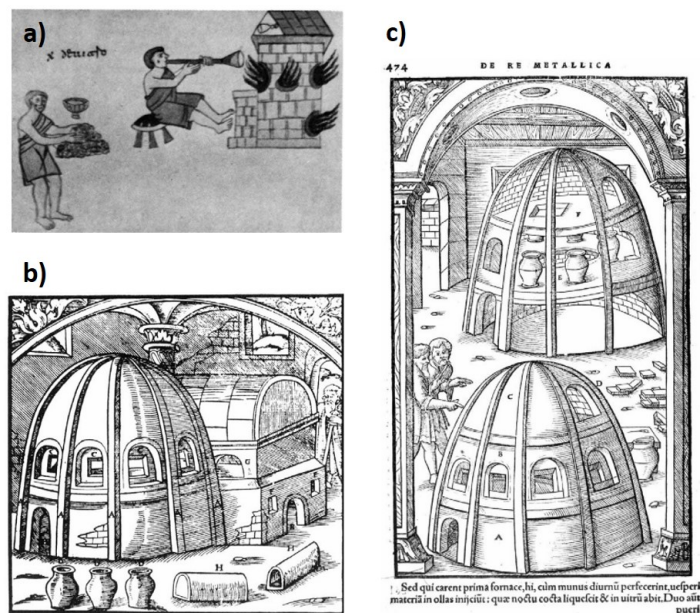 a)
b)
G
H
H
c)
474 DE RE METALLICA
F
E
D
C
B
A
Sed qui carent prima fornace, hi, cùm munus diurnũ perfecerint, uesperi
materiã in ollas inijciũt: quæ noctu cocta liquescit & in uitrũ abit. Duo aũt